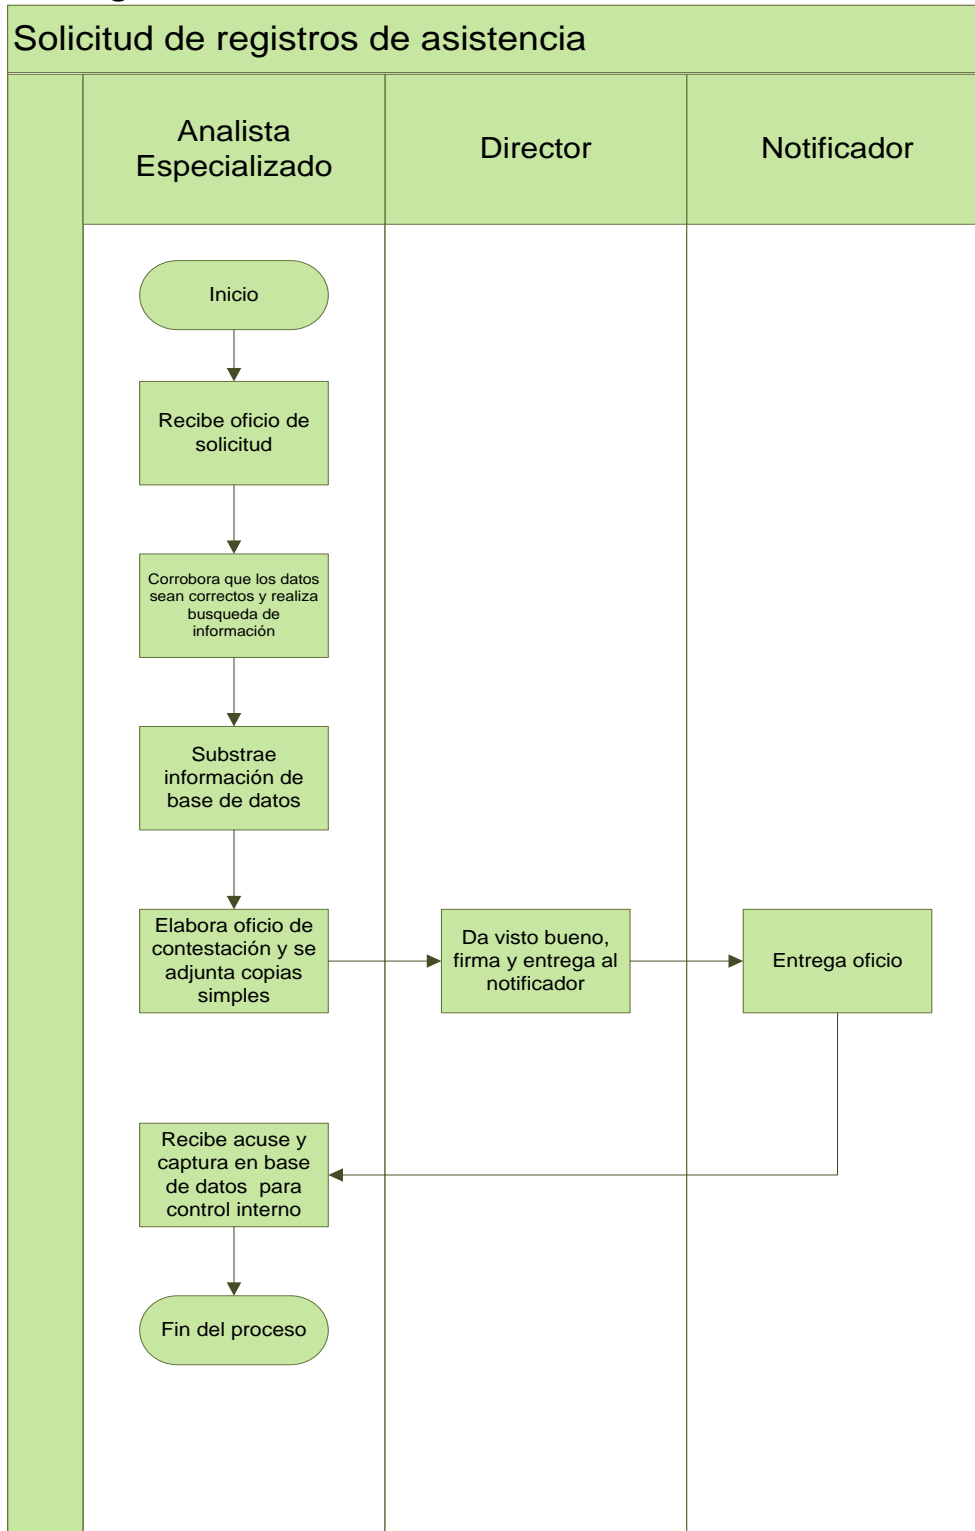 Solicitud de registros de asistencia
Analista
Especializado
Director
Notificador
Inicio
Recibe oficio de
solicitud
Corrobora que los datos
sean correctos y realiza
busqueda de
información
Substrae
información de
base de datos
Elabora oficio de
contestación y se
adjunta copias
simples
Da visto bueno,
firma y entrega al
notificador
Entrega oficio
Recibe acuse y
captura en base
de datos  para
control interno
Fin del proceso